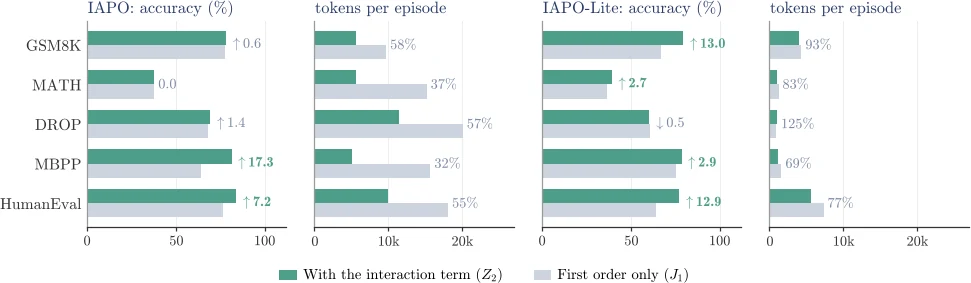 IAPO: accuracy (%)
tokens per episode
IAPO-Lite: accuracy (%)
tokens per episode
GSM8K
↑0.6
58%
↑13.0
93%
MATH
0.0
37%
↑2.7
83%
DROP
↑1.4
57%
↓0.5
125%
MBPP
↑17.3
32%
↑2.9
69%
HumanEval
↑7.2
55%
↑12.9
77%
0 50 100
0 10k 20k
0 50 100
0 10k 20k
With the interaction term (Z₂)
First order only (J₁)